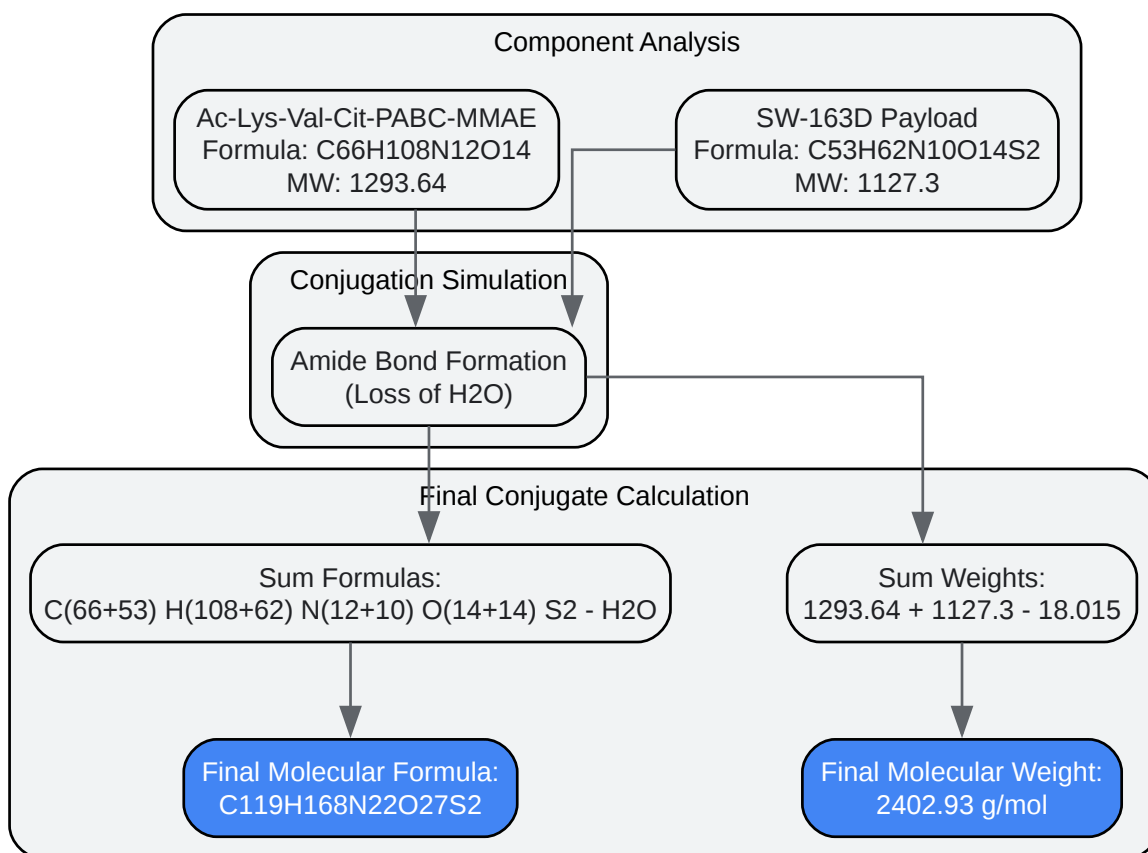 Component Analysis
Ac-Lys-Val-Cit-PABC-MMAE
Formula: C66H108N12O14
MW: 1293.64
SW-163D Payload
Formula: C53H62N10O14S2
MW: 1127.3
Conjugation Simulation
Amide Bond Formation
(Loss of H2O)
Final Conjugate Calculation
Sum Formulas:
C(66+53) H(108+62) N(12+10) O(14+14) S2 - H2O
Sum Weights:
1293.64 + 1127.3 - 18.015
Final Molecular Formula:
C119H168N22O27S2
Final Molecular Weight:
2402.93 g/mol